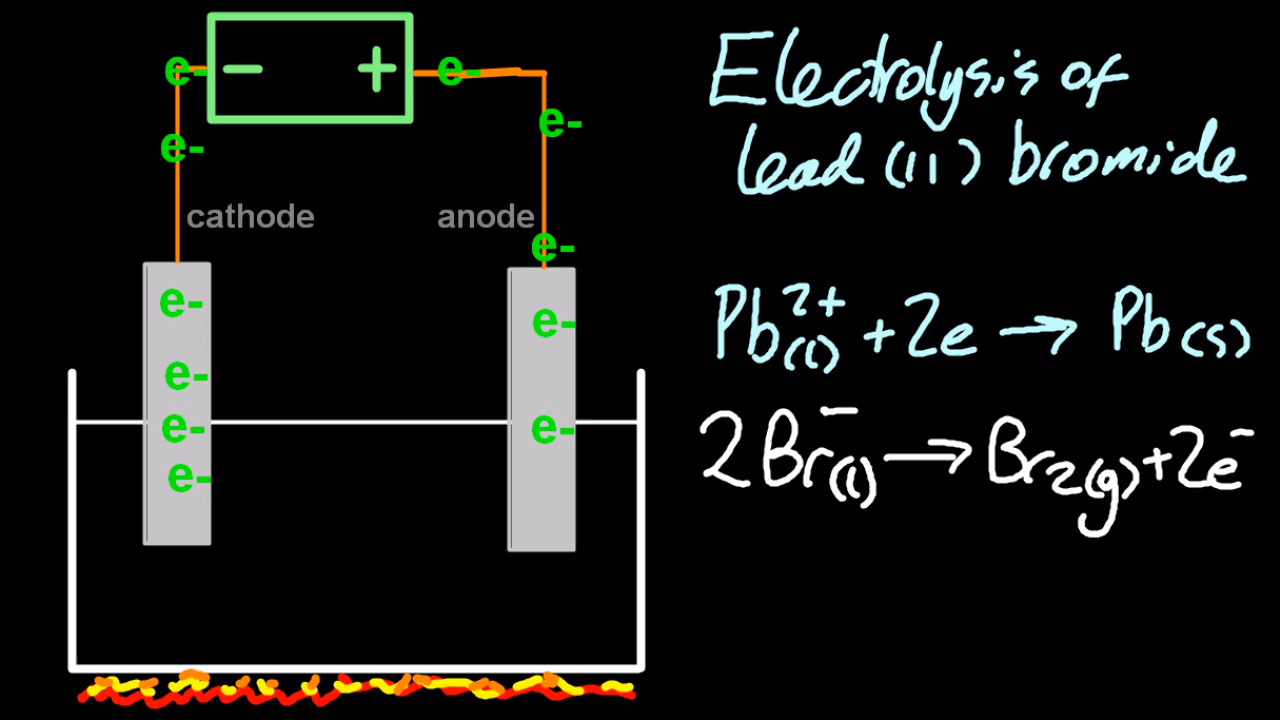 Electrolysis of
lead (II) bromide
e- − + e-
e-
e-
cathode
anode
e-
e-
e-
e-
e-
e-
e-
Pb²⁺(l) + 2e → Pb(s)
2Br⁻(l) → Br₂(g) + 2e⁻